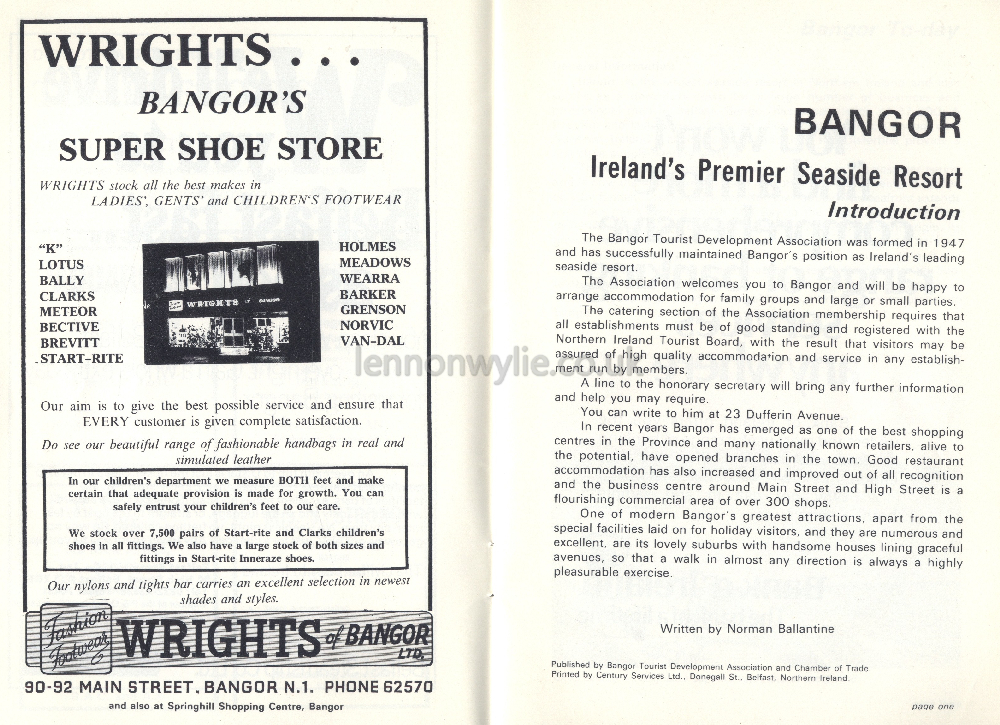 WRIGHTS . . .
BANGOR'S
SUPER SHOE STORE
WRIGHTS stock all the best makes in
LADIES', GENTS' and CHILDREN'S FOOTWEAR
"K"
LOTUS
BALLY
CLARKS
METEOR
BECTIVE
BREVITT
START-RITE
WRIGHTS
HOLMES
MEADOWS
WEARRA
BARKER
GRENSON
NORVIC
VAN-DAL
Our aim is to give the best possible service and ensure that
EVERY customer is given complete satisfaction.
Do see our beautiful range of fashionable handbags in real and
simulated leather
In our children's department we measure BOTH feet and make
certain that adequate provision is made for growth. You can
safely entrust your children's feet to our care.
We stock over 7,500 pairs of Start-rite and Clarks children's
shoes in all fittings. We also have a large stock of both sizes and
fittings in Start-rite Inneraze shoes.
Our nylons and tights bar carries an excellent selection in newest
shades and styles.
Fashion
Footwear
WRIGHTS of BANGOR
LTD.
90-92 MAIN STREET, BANGOR N.1. PHONE 62570
and also at Springhill Shopping Centre, Bangor
BANGOR
Ireland's Premier Seaside Resort
Introduction
The Bangor Tourist Development Association was formed in 1947
and has successfully maintained Bangor's position as Ireland's leading
seaside resort.
The Association welcomes you to Bangor and will be happy to
arrange accommodation for family groups and large or small parties.
The catering section of the Association membership requires that
all establishments must be of good standing and registered with the
Northern Ireland Tourist Board, with the result that visitors may be
assured of high quality accommodation and service in any establish-
ment run by members.
A line to the honorary secretary will bring any further information
and help you may require.
You can write to him at 23 Dufferin Avenue.
In recent years Bangor has emerged as one of the best shopping
centres in the Province and many nationally known retailers, alive to
the potential, have opened branches in the town. Good restaurant
accommodation has also increased and improved out of all recognition
and the business centre around Main Street and High Street is a
flourishing commercial area of over 300 shops.
One of modern Bangor's greatest attractions, apart from the
special facilities laid on for holiday visitors, and they are numerous and
excellent, are its lovely suburbs with handsome houses lining graceful
avenues, so that a walk in almost any direction is always a highly
pleasurable exercise.
Written by Norman Ballantine
Published by Bangor Tourist Development Association and Chamber of Trade
Printed by Century Services Ltd., Donegall St., Belfast, Northern Ireland.
page one
lennonwylie.co.uk